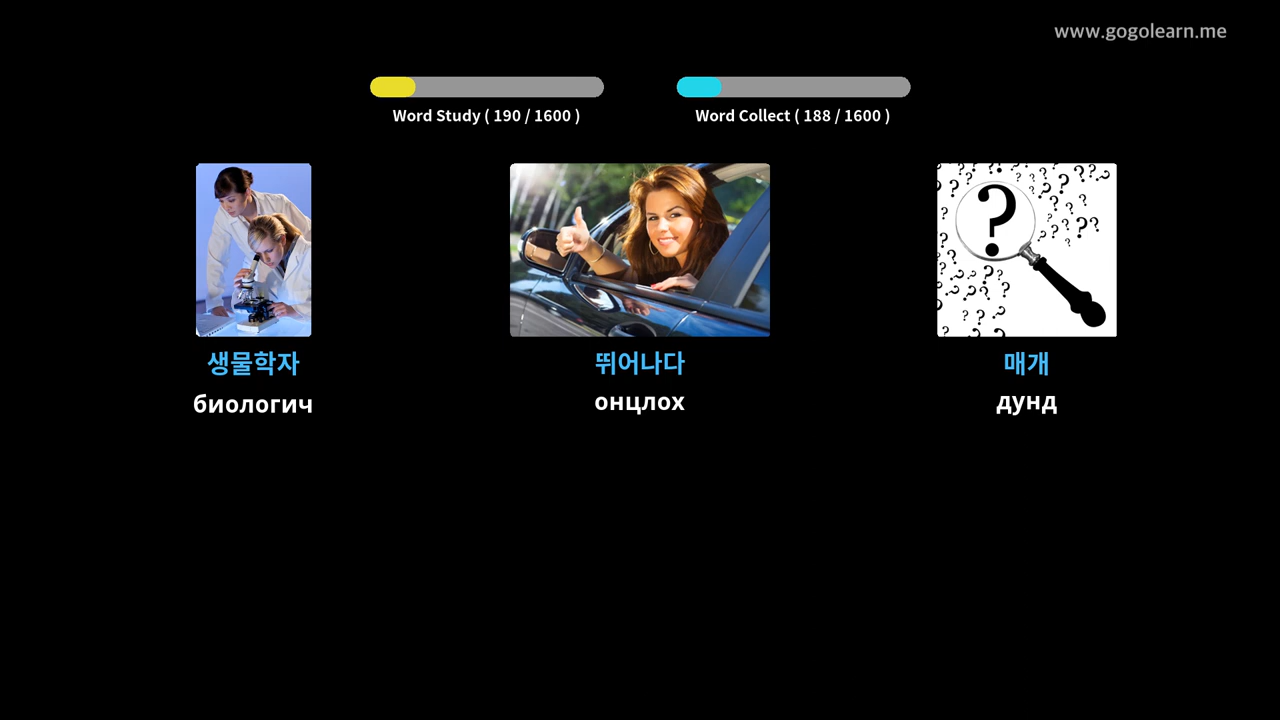 www.gogolearn.me
Word Study ( 190 / 1600 )
Word Collect ( 188 / 1600 )
생물학자
뛰어나다
매개
биологич
онцлох
дунд